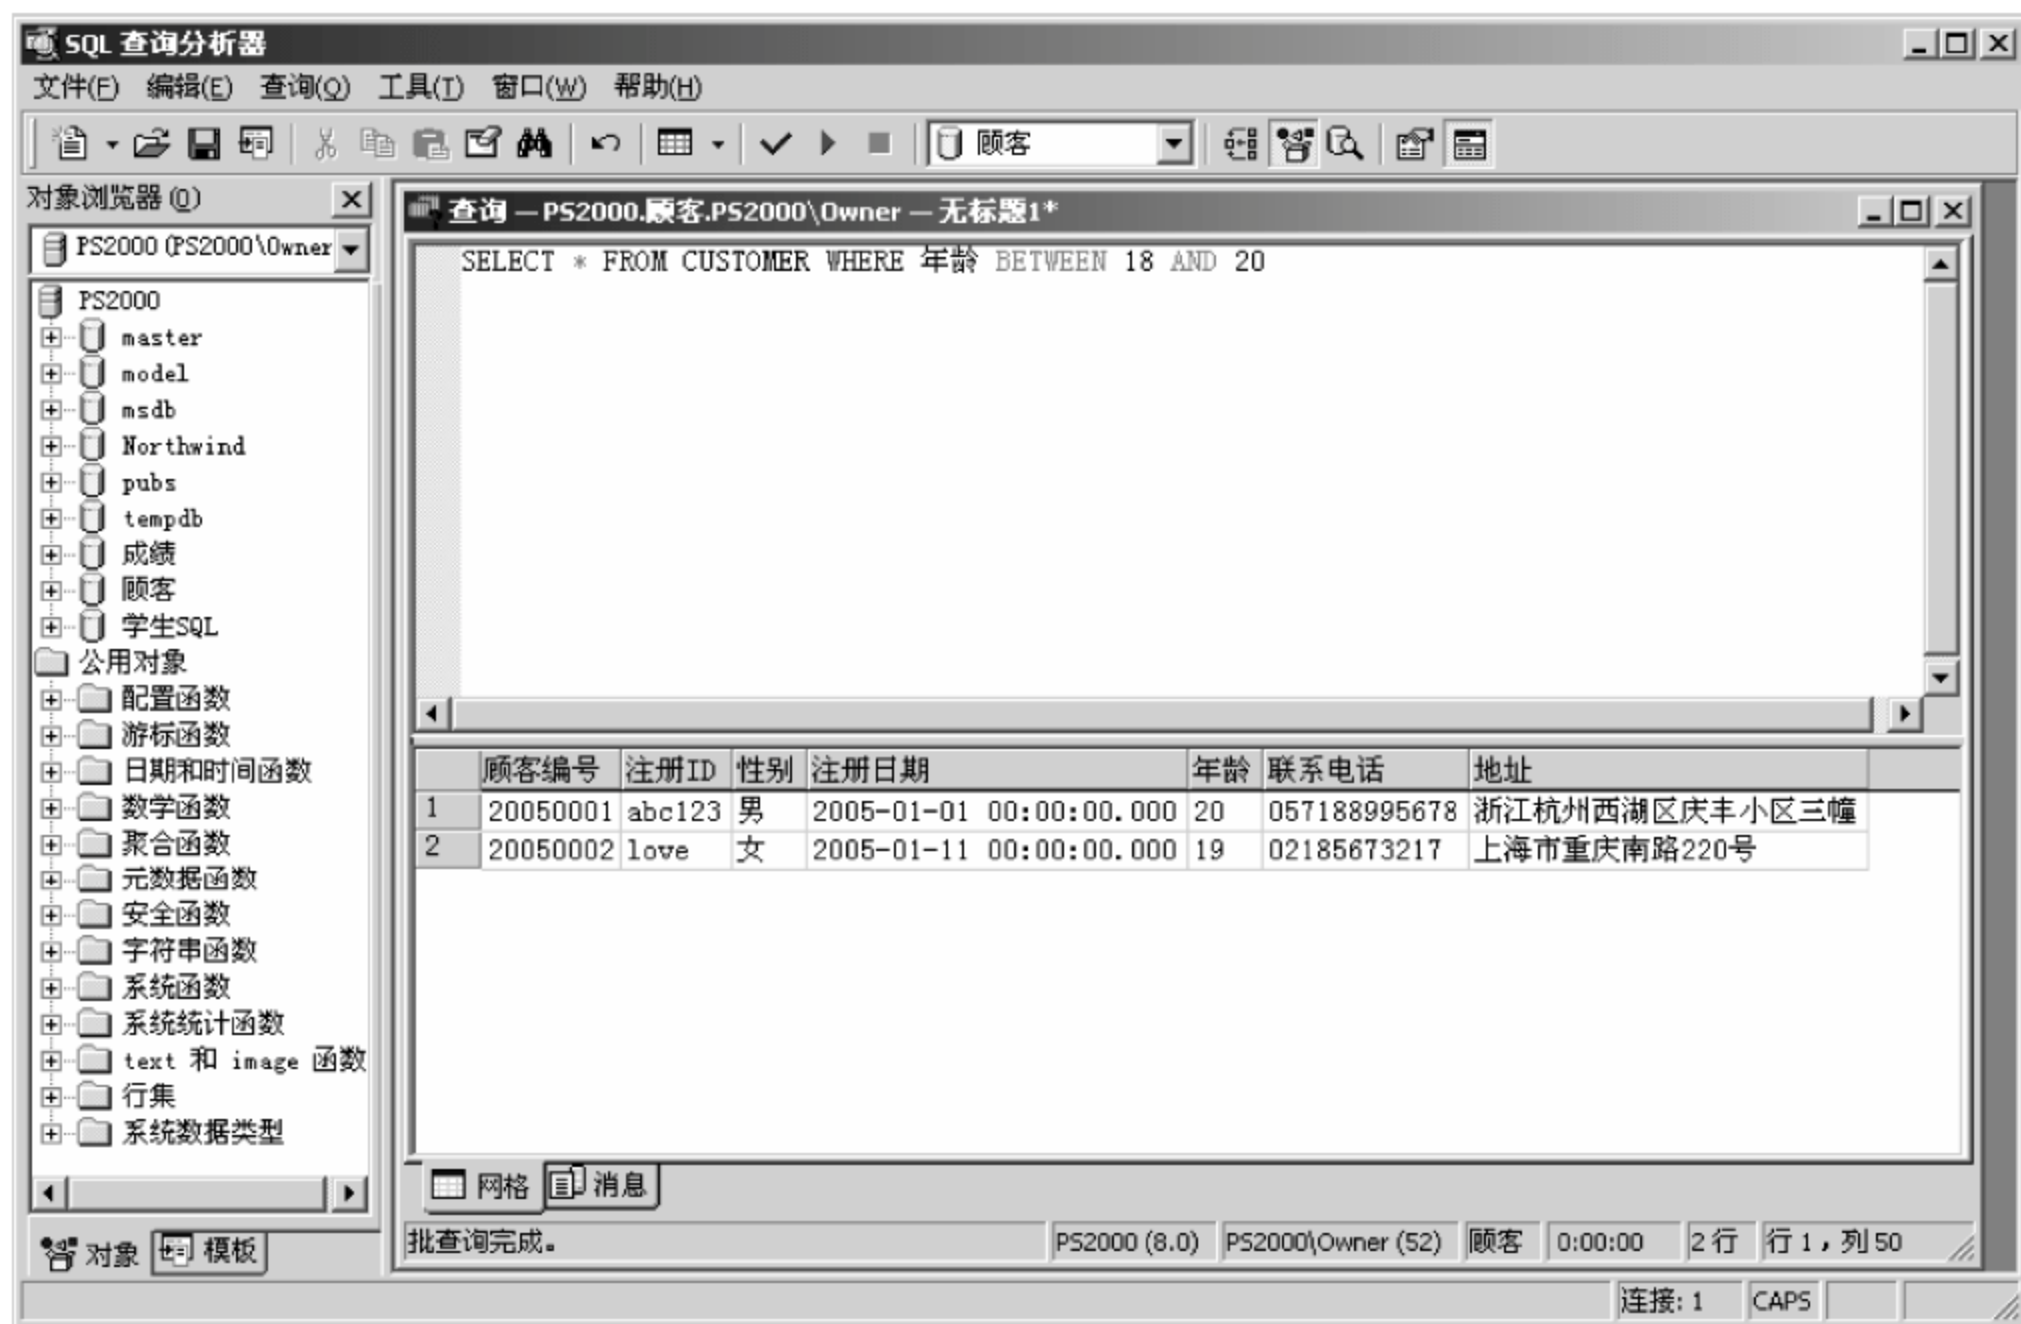 SQL 查询分析器
文件(F) 编辑(E) 查询(Q) 工具(T) 窗口(W) 帮助(H)
顾客
对象浏览器(O)
PS2000 (PS2000\Owner
PS2000
master
model
msdb
Northwind
pubs
tempdb
成绩
顾客
学生SQL
公用对象
配置函数
游标函数
日期和时间函数
数学函数
聚合函数
元数据函数
安全函数
字符串函数
系统函数
系统统计函数
text 和 image 函数
行集
系统数据类型
对象 模板
查询 — PS2000.顾客.PS2000\Owner — 无标题1*
SELECT * FROM CUSTOMER WHERE 年龄 BETWEEN 18 AND 20
顾客编号 注册ID 性别 注册日期 年龄 联系电话 地址
1 20050001 abc123 男 2005-01-01 00:00:00.000 20 057188995678 浙江杭州西湖区庆丰小区三幢
2 20050002 love 女 2005-01-11 00:00:00.000 19 02185673217 上海市重庆南路220号
网格 消息
批查询完成。 PS2000 (8.0) PS2000\Owner (52) 顾客 0:00:00 2 行 行 1，列 50
连接: 1 CAPS